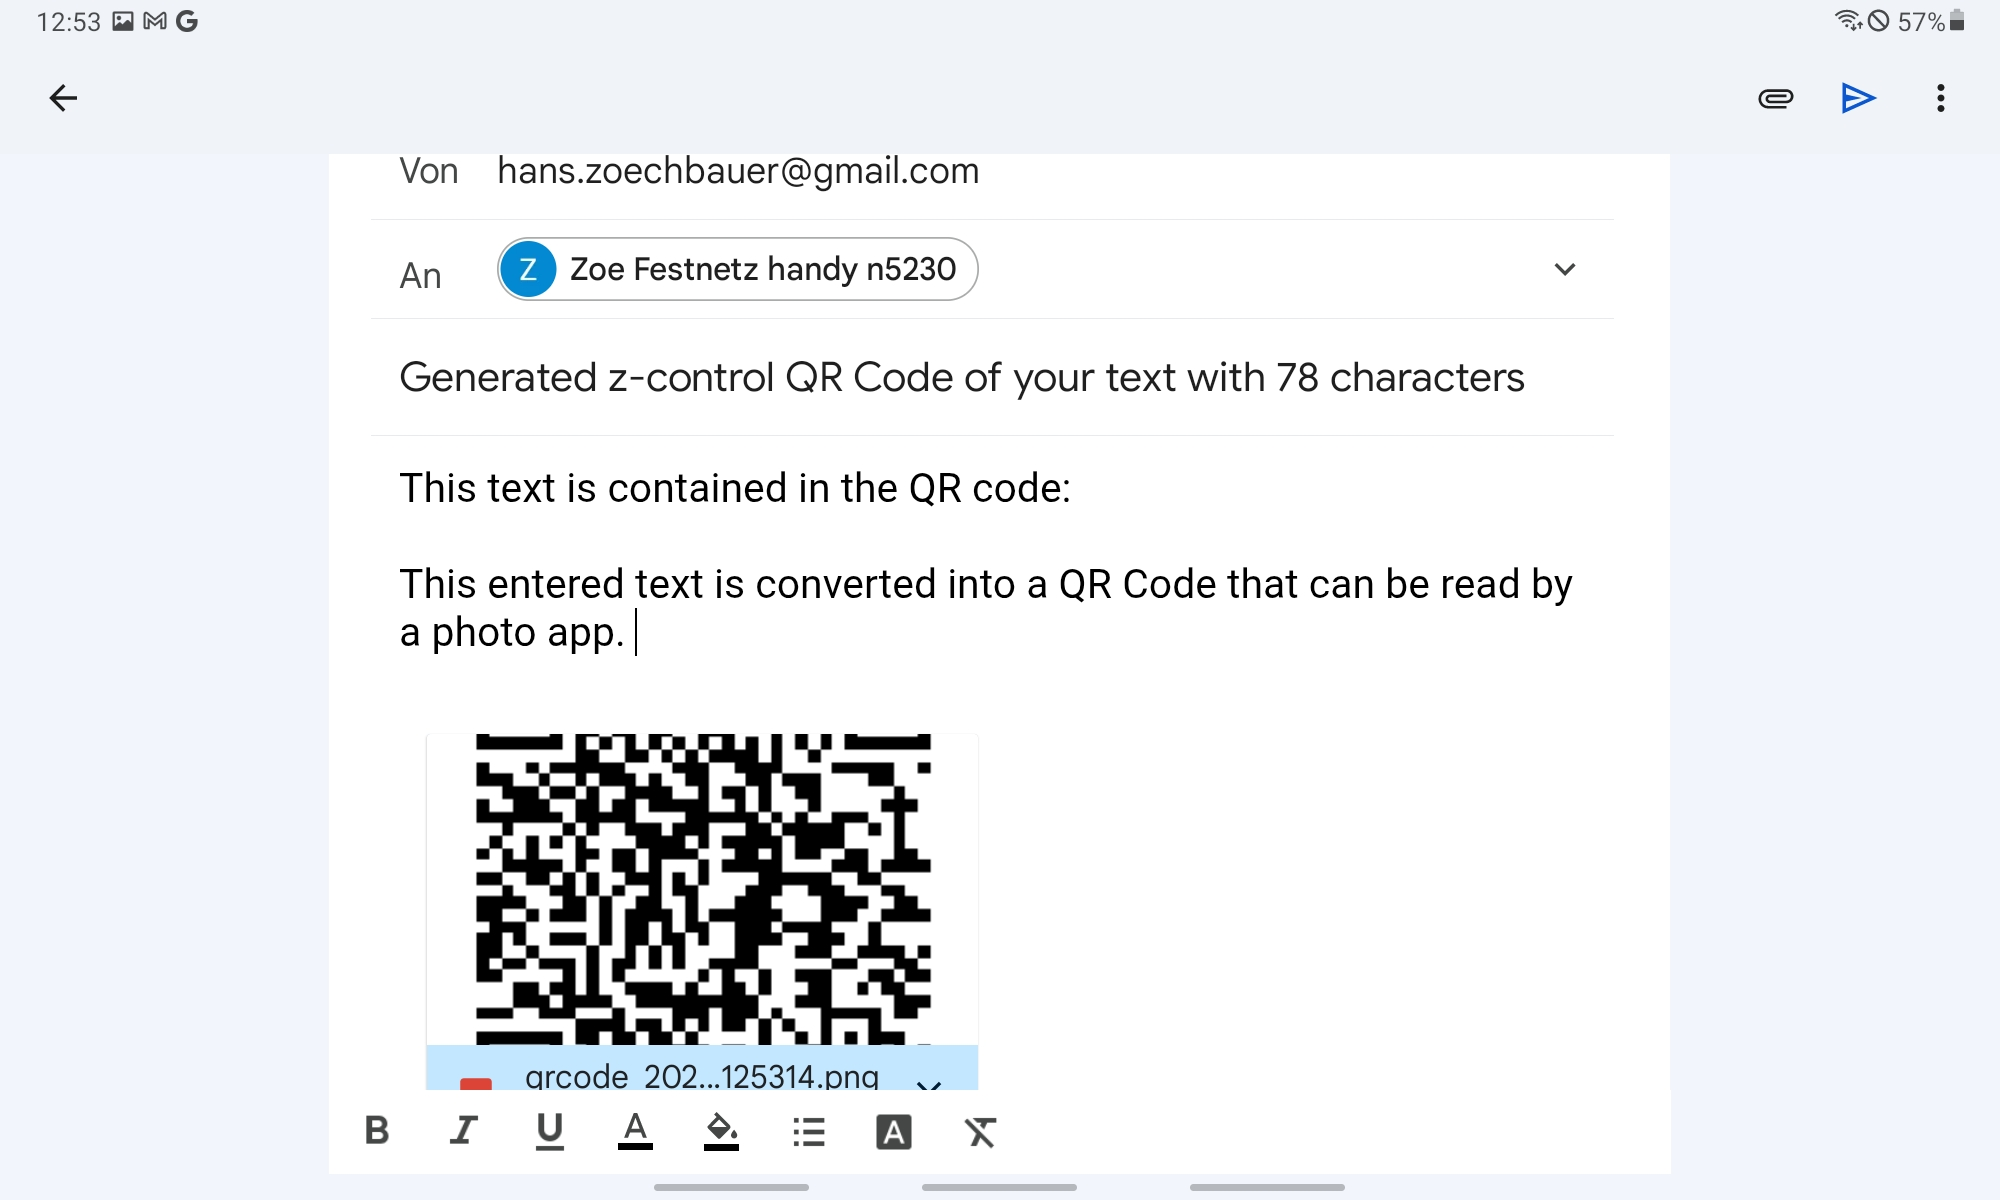 12:53
57%
Von hans.zoechbauer@gmail.com
An Z Zoe Festnetz handy n5230
Generated z-control QR Code of your text with 78 characters
This text is contained in the QR code:
This entered text is converted into a QR Code that can be read by
a photo app.
qrcode_202...125314.png
B I U A A